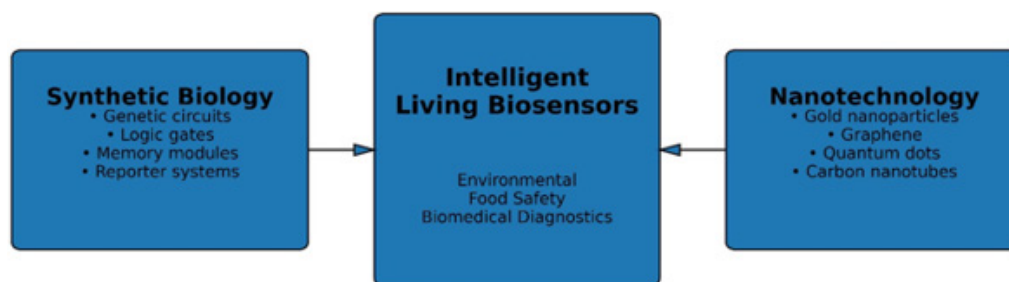 Synthetic Biology
• Genetic circuits
• Logic gates
• Memory modules
• Reporter systems
Intelligent
Living Biosensors
Environmental
Food Safety
Biomedical Diagnostics
Nanotechnology
• Gold nanoparticles
• Graphene
• Quantum dots
• Carbon nanotubes